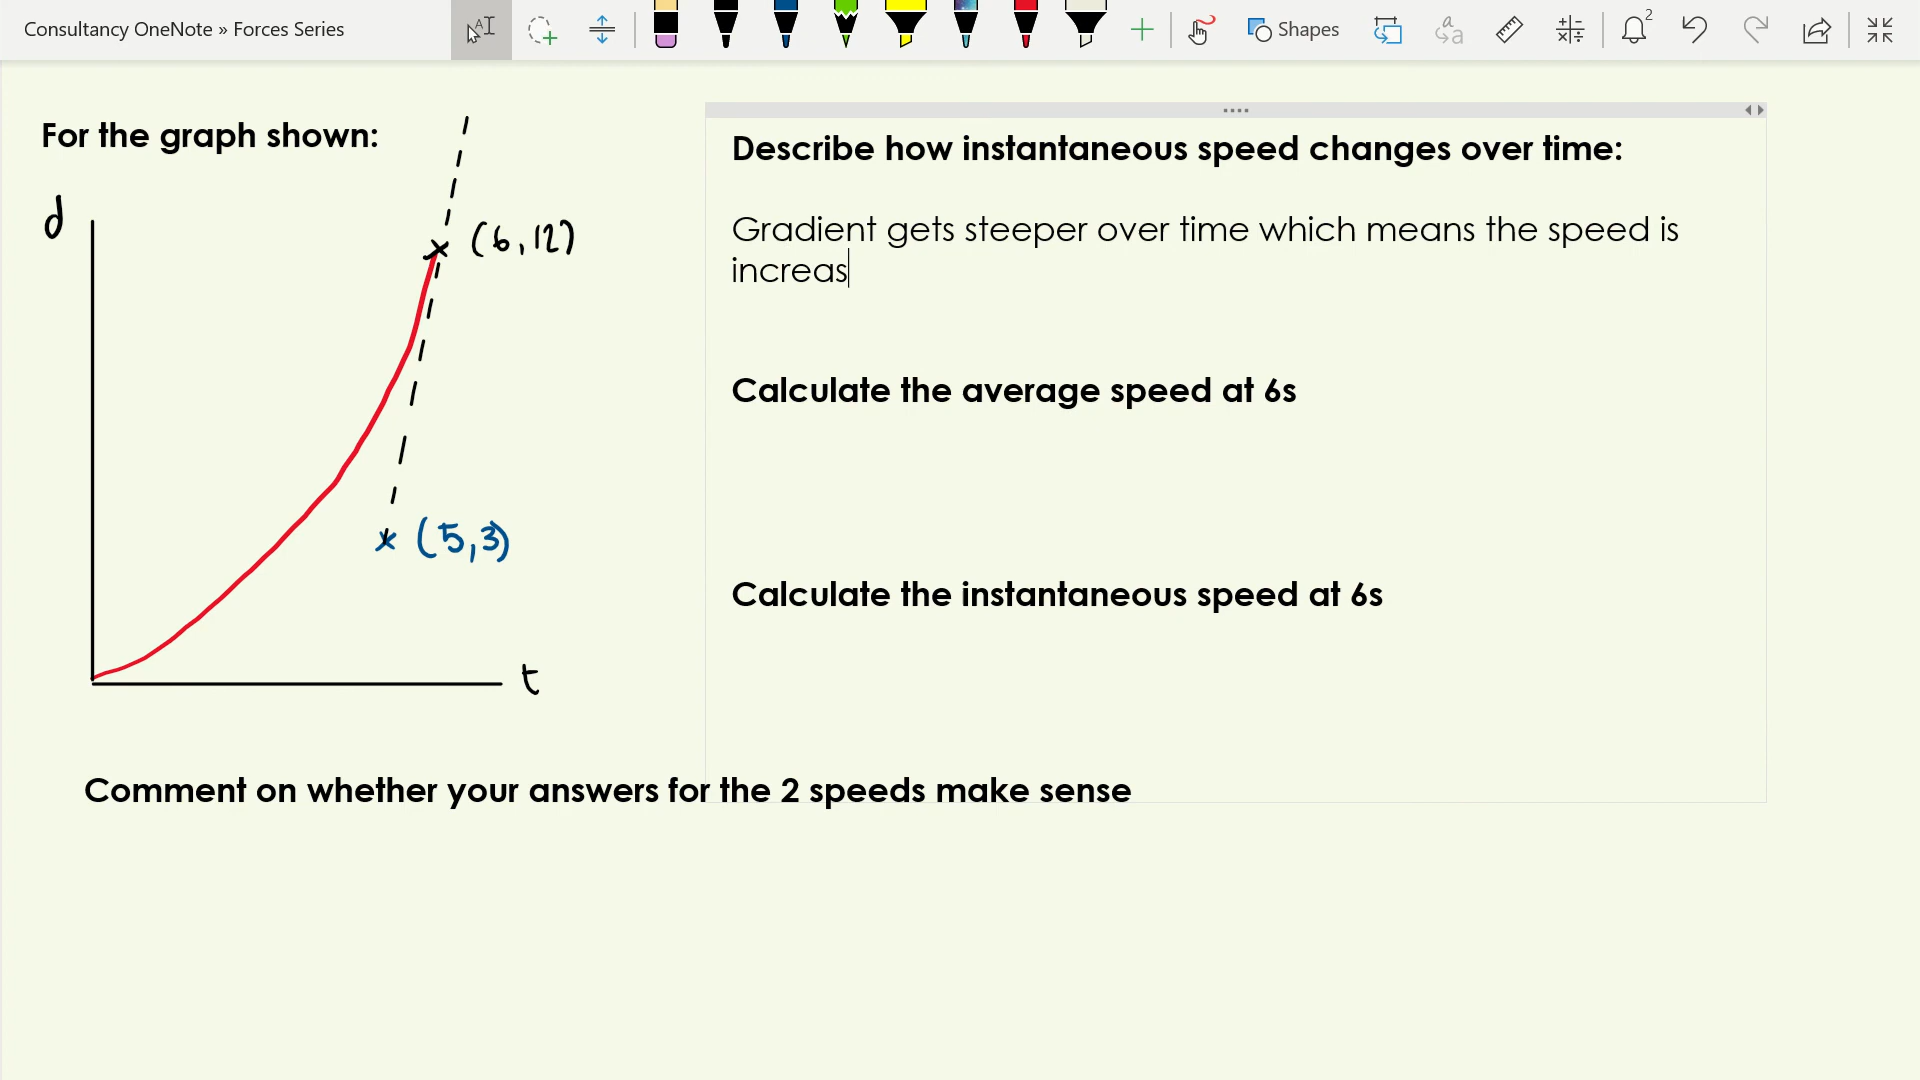 Consultancy OneNote » Forces Series
Shapes
2
For the graph shown:
d
(6,12)
(5,3)
t
Describe how instantaneous speed changes over time:
Gradient gets steeper over time which means the speed is
increas
Calculate the average speed at 6s
Calculate the instantaneous speed at 6s
Comment on whether your answers for the 2 speeds make sense